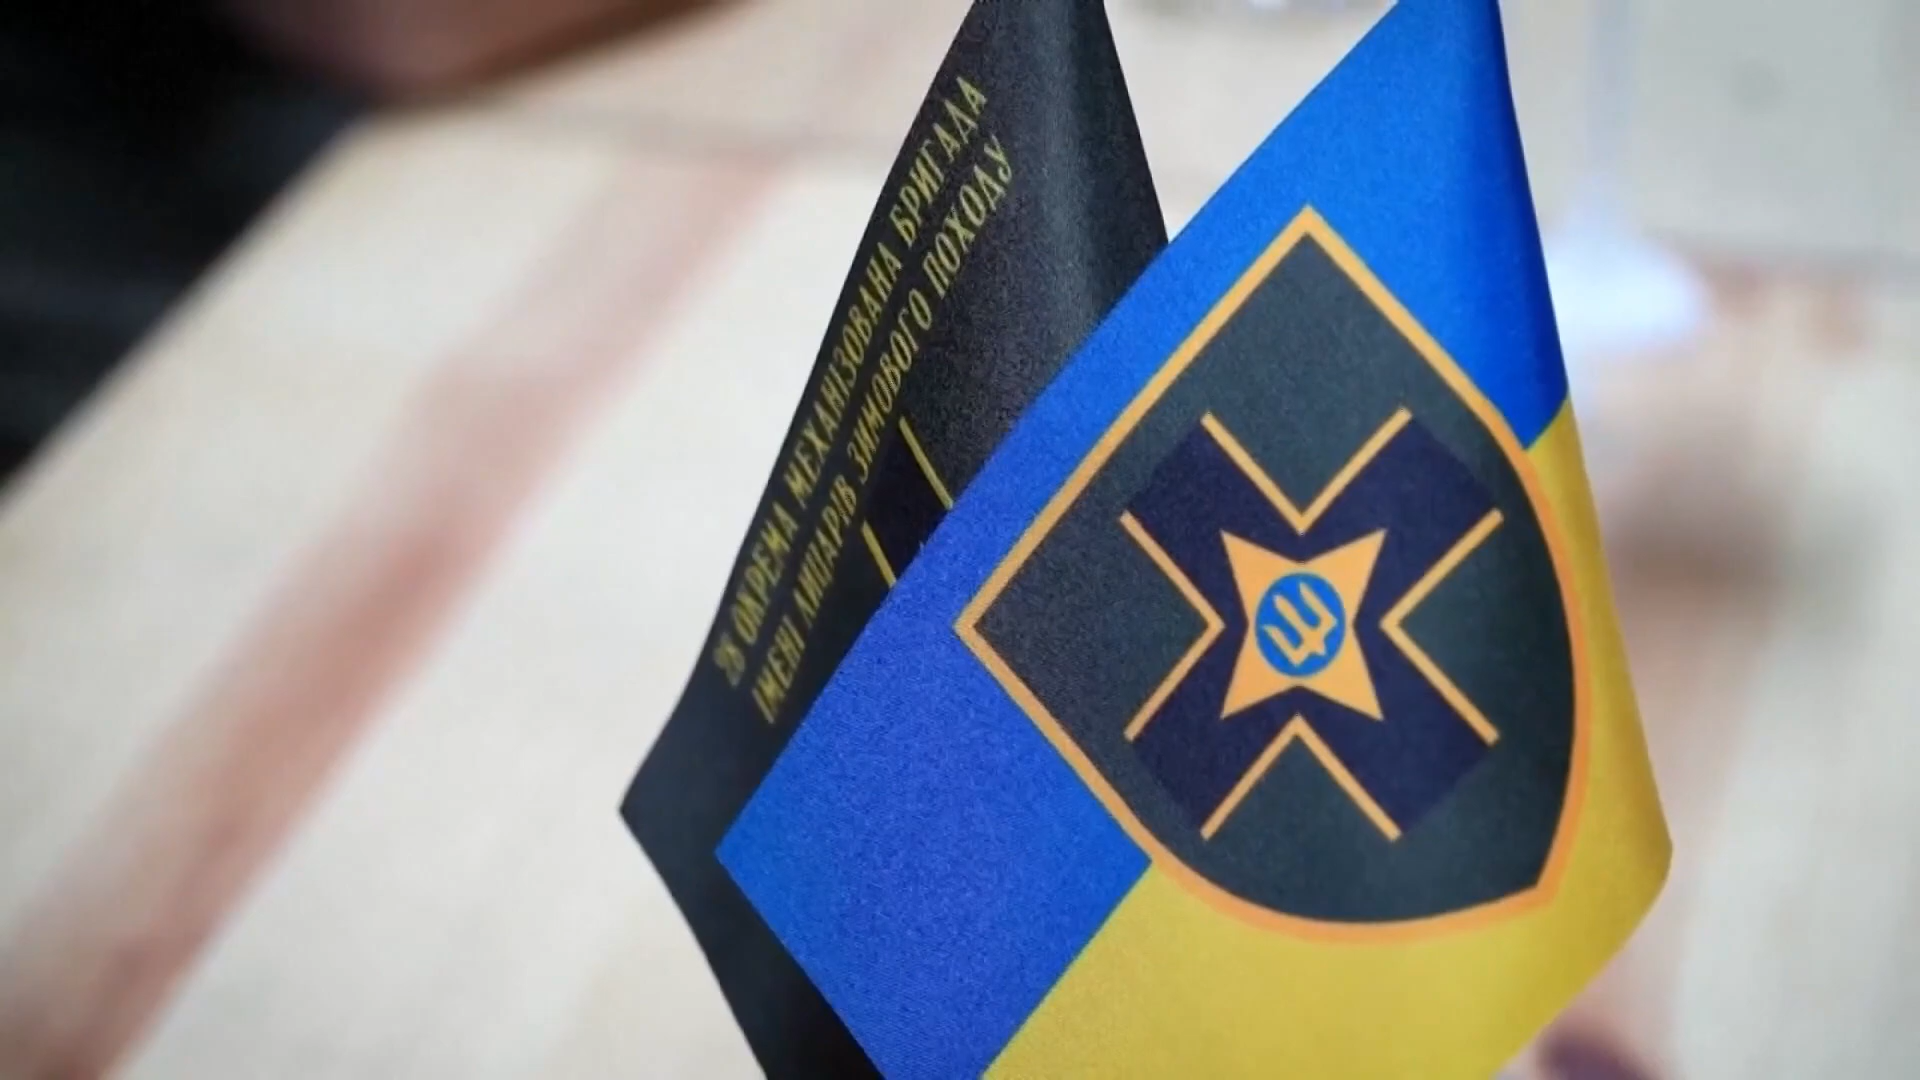 28 ОКРЕМА МЕХАНІЗОВАНА БРИГАДА
ІМЕНІ ЛИЦАРІВ ЗИМОВОГО ПОХОДУ